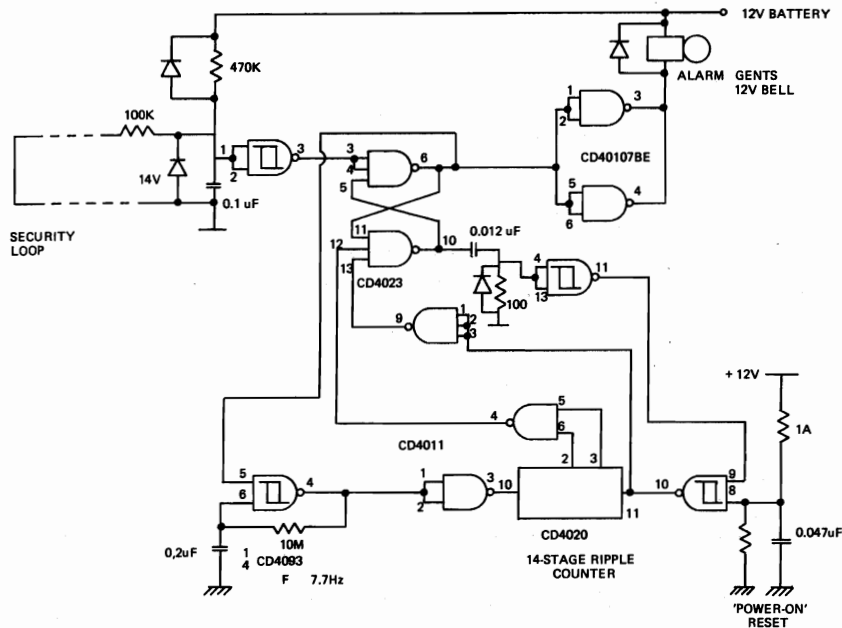 12V BATTERY
470K
ALARM GENTS
12V BELL
100K
1
2
3
14V
0.1 uF
SECURITY
LOOP
3
4
5
6
1
2
3
CD40107BE
5
6
4
11
12
13
10
CD4023
0.012 uF
100
4
13
11
9
1
2
3
+ 12V
1A
4
5
6
CD4011
2
3
5
6
4
1
2
3
10
11
10
9
8
10M
0,2uF
1
4
CD4093
F 7.7Hz
CD4020
14-STAGE RIPPLE
COUNTER
0.047uF
'POWER-ON'
RESET